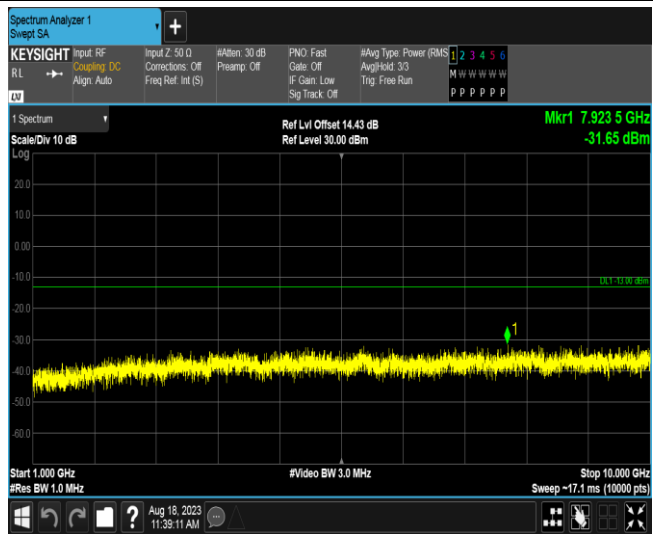 Spectrum Analyzer 1
Swept SA
+
KEYSIGHT
RL
Input: RF
Coupling: DC
Align: Auto
Input Z: 50 Ω
Corrections: Off
Freq Ref: Int (S)
#Atten: 30 dB
Preamp: Off
PNO: Fast
Gate: Off
IF Gain: Low
Sig Track: Off
#Avg Type: Power (RMS
Avg|Hold: 3/3
Trig: Free Run
1 2 3 4 5 6
M W W W W W
P P P P P P
LXI
1 Spectrum
Scale/Div 10 dB
Ref Lvl Offset 14.43 dB
Ref Level 30.00 dBm
Mkr1 7.923 5 GHz
-31.65 dBm
Log
20.0
10.0
0.00
-10.0
DL1 -13.00 dBm
-20.0
-30.0
1
-40.0
-50.0
-60.0
Start 1.000 GHz
#Video BW 3.0 MHz
Stop 10.000 GHz
#Res BW 1.0 MHz
Sweep ~17.1 ms (10000 pts)
?
Aug 18, 2023
11:39:11 AM